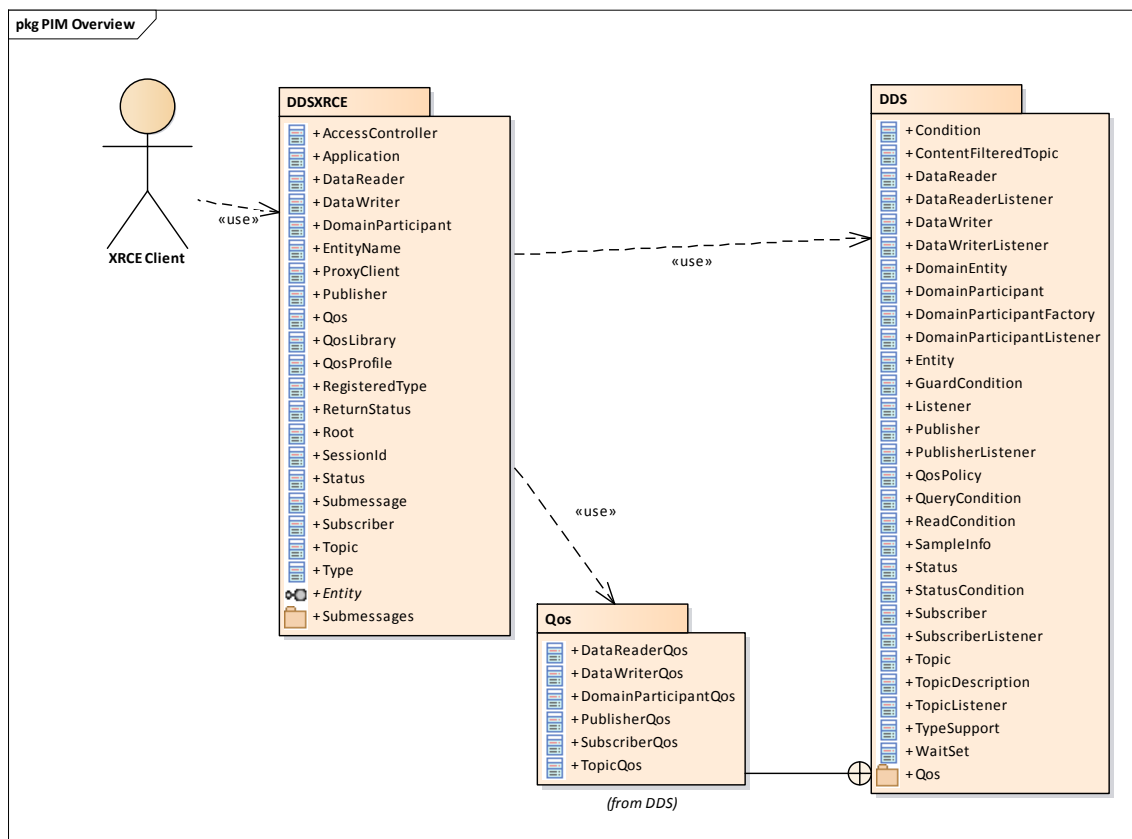 pkg PIM Overview
XRCE Client
«use»
DDSXRCE
+AccessController
+Application
+DataReader
+DataWriter
+DomainParticipant
+EntityName
+ProxyClient
+Publisher
+Qos
+QosLibrary
+QosProfile
+RegisteredType
+ReturnStatus
+Root
+SessionId
+Status
+Submessage
+Subscriber
+Topic
+Type
+Entity
+Submessages
«use»
«use»
Qos
+DataReaderQos
+DataWriterQos
+DomainParticipantQos
+PublisherQos
+SubscriberQos
+TopicQos
(from DDS)
DDS
+Condition
+ContentFilteredTopic
+DataReader
+DataReaderListener
+DataWriter
+DataWriterListener
+DomainEntity
+DomainParticipant
+DomainParticipantFactory
+DomainParticipantListener
+Entity
+GuardCondition
+Listener
+Publisher
+PublisherListener
+QosPolicy
+QueryCondition
+ReadCondition
+SampleInfo
+Status
+StatusCondition
+Subscriber
+SubscriberListener
+Topic
+TopicDescription
+TopicListener
+TypeSupport
+WaitSet
+Qos